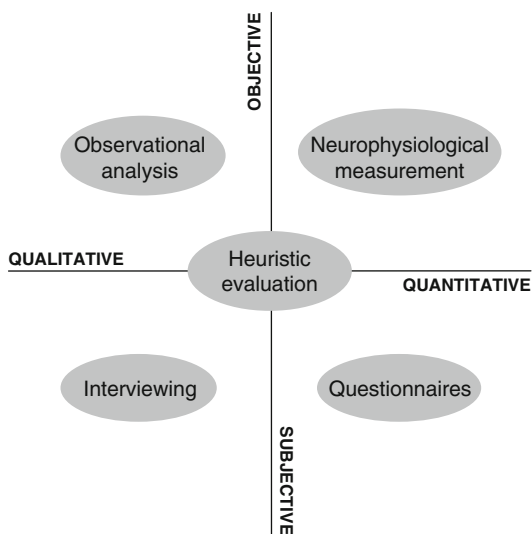 OBJECTIVE
Observational
analysis
Neurophysiological
measurement
QUALITATIVE
Heuristic
evaluation
QUANTITATIVE
Interviewing
Questionnaires
SUBJECTIVE